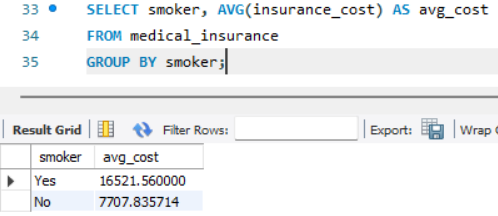 33 SELECT smoker, AVG(insurance_cost) AS avg_cost
34 FROM medical_insurance
35 GROUP BY smoker;
Result Grid Filter Rows: Export: Wrap C
smoker avg_cost
Yes 16521.560000
No 7707.835714